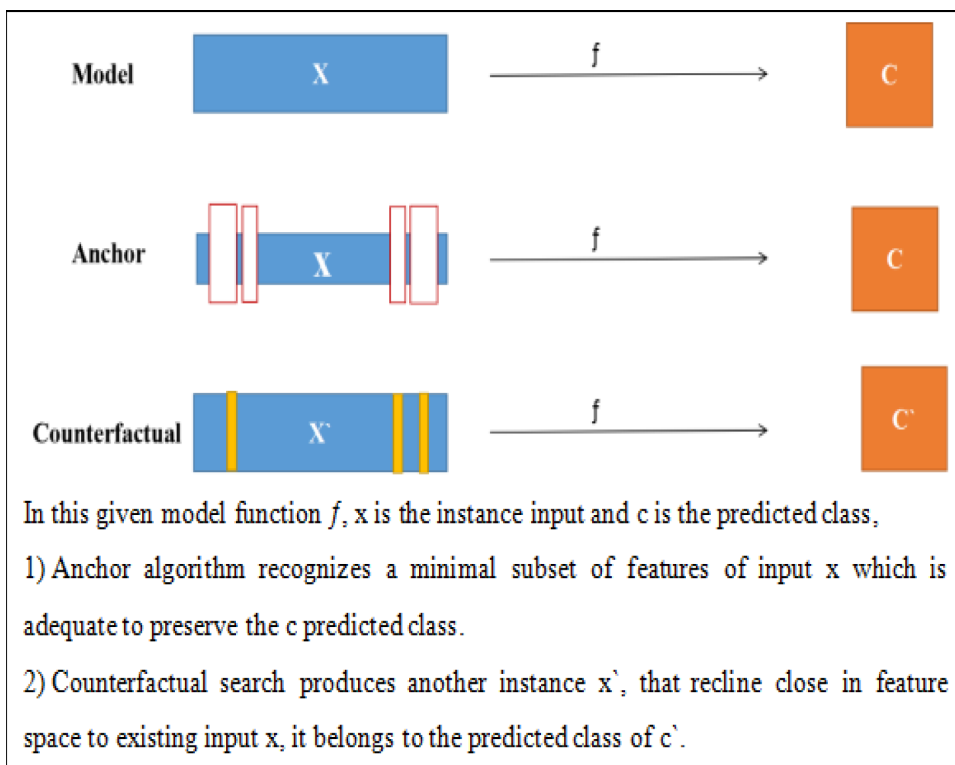 Model X ƒ C
Anchor X ƒ C
Counterfactual X` ƒ C`
In this given model function f, x is the instance input and c is the predicted class,
1) Anchor algorithm recognizes a minimal subset of features of input x which is
adequate to preserve the c predicted class.
2) Counterfactual search produces another instance x`, that recline close in feature
space to existing input x, it belongs to the predicted class of c`.